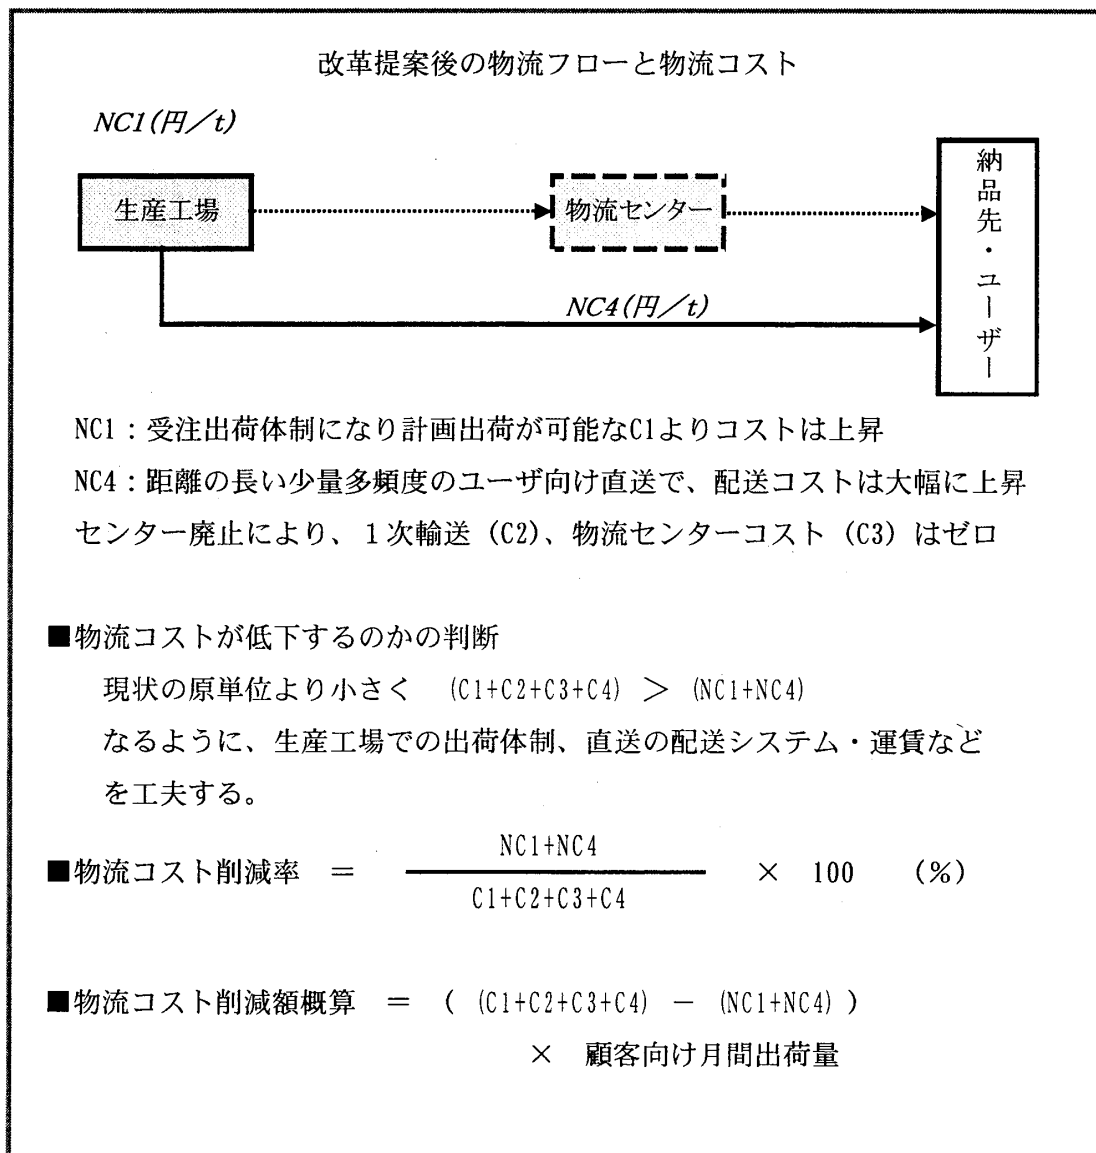 改革提案後の物流フローと物流コスト
NC1(円／t)
生産工場
物流センター
納品先・ユーザー
NC4(円／t)
NC1：受注出荷体制になり計画出荷が可能なC1よりコストは上昇
NC4：距離の長い少量多頻度のユーザ向け直送で、配送コストは大幅に上昇
センター廃止により、１次輸送（C2）、物流センターコスト（C3）はゼロ
■物流コストが低下するのかの判断
現状の原単位より小さく　(C1+C2+C3+C4) ＞ (NC1+NC4)
なるように、生産工場での出荷体制、直送の配送システム・運賃など
を工夫する。
■物流コスト削減率　＝　NC1+NC4
C1+C2+C3+C4
×　100　（％）
■物流コスト削減額概算　＝　( (C1+C2+C3+C4) － (NC1+NC4) )
×　顧客向け月間出荷量